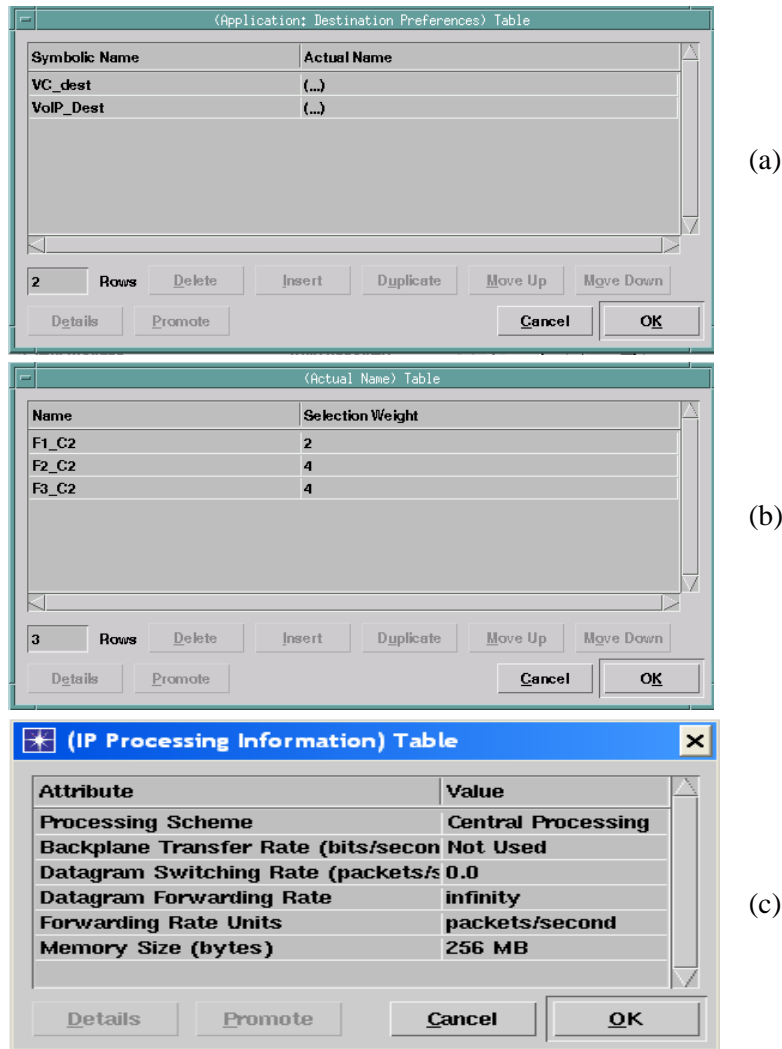 (Application: Destination Preferences) Table
Symbolic Name Actual Name
VC_dest (...)
VoIP_Dest (...)
(a)
2 Rows Delete Insert Duplicate Move Up Move Down
Details Promote Cancel OK
(Actual Name) Table
Name Selection Weight
F1_C2 2
F2_C2 4
F3_C2 4
(b)
3 Rows Delete Insert Duplicate Move Up Move Down
Details Promote Cancel OK
(IP Processing Information) Table
Attribute Value
Processing Scheme Central Processing
Backplane Transfer Rate (bits/secon Not Used
Datagram Switching Rate (packets/s 0.0
Datagram Forwarding Rate infinity
(c)
Forwarding Rate Units packets/second
Memory Size (bytes) 256 MB
Details Promote Cancel OK